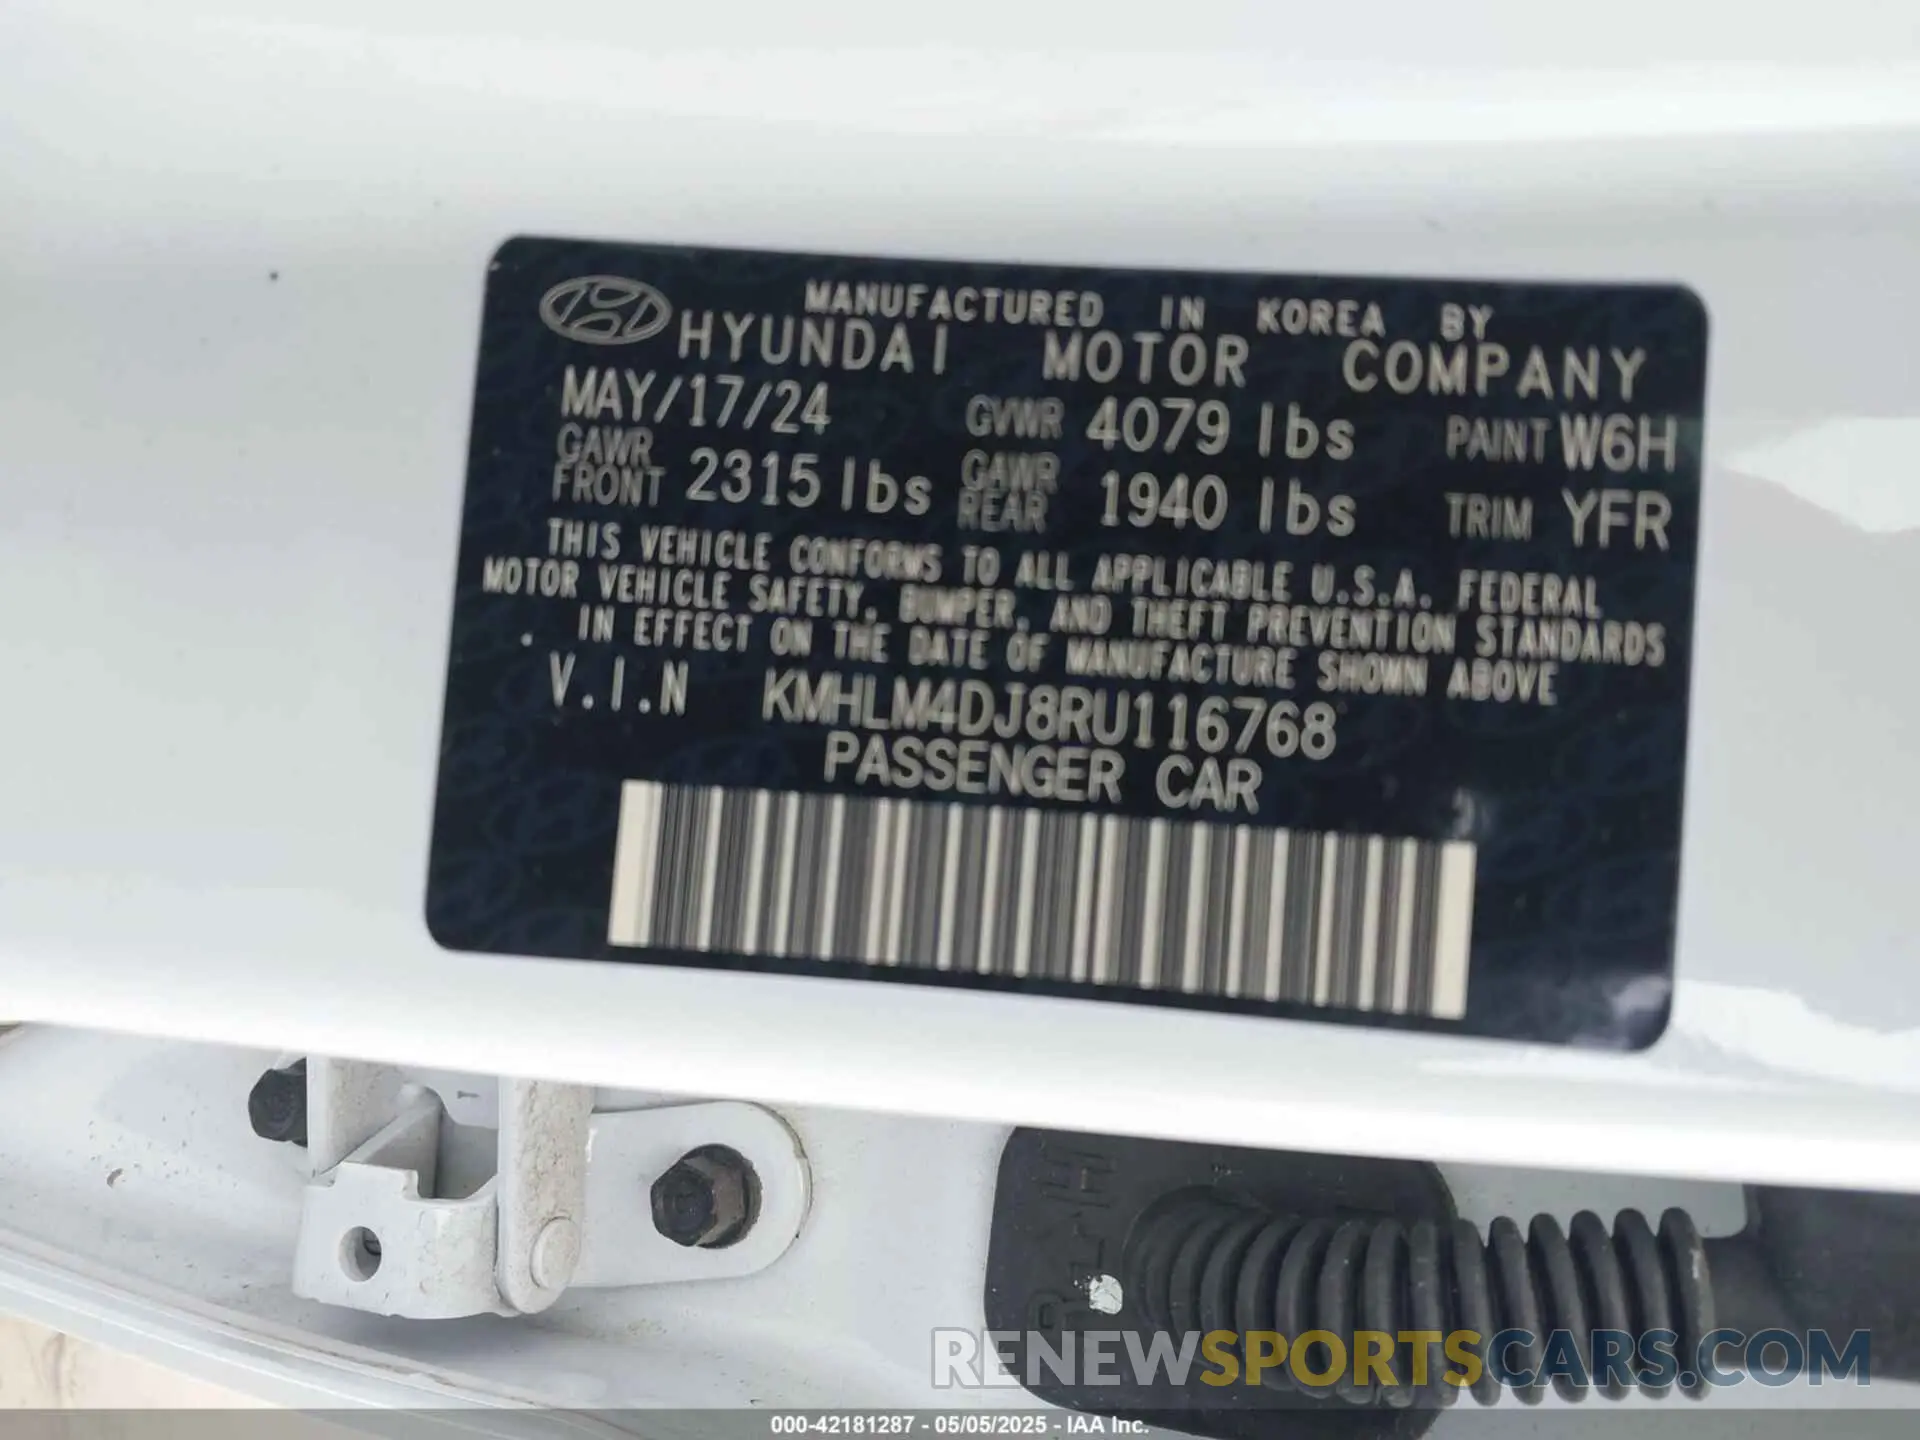 MANUFACTURED IN KOREA BY
HYUNDAI MOTOR COMPANY
MAY/17/24 GVWR 4079 lbs PAINT W6H
GAWR FRONT 2315 lbs GAWR REAR 1940 lbs TRIM YFR
THIS VEHICLE CONFORMS TO ALL APPLICABLE U.S.A. FEDERAL
MOTOR VEHICLE SAFETY, BUMPER, AND THEFT PREVENTION STANDARDS
IN EFFECT ON THE DATE OF MANUFACTURE SHOWN ABOVE
V.I.N KMHLM4DJ8RU116768
PASSENGER CAR
RENEWSPORTSCARS.COM
000-42181287 - 05/05/2025 - IAA Inc.